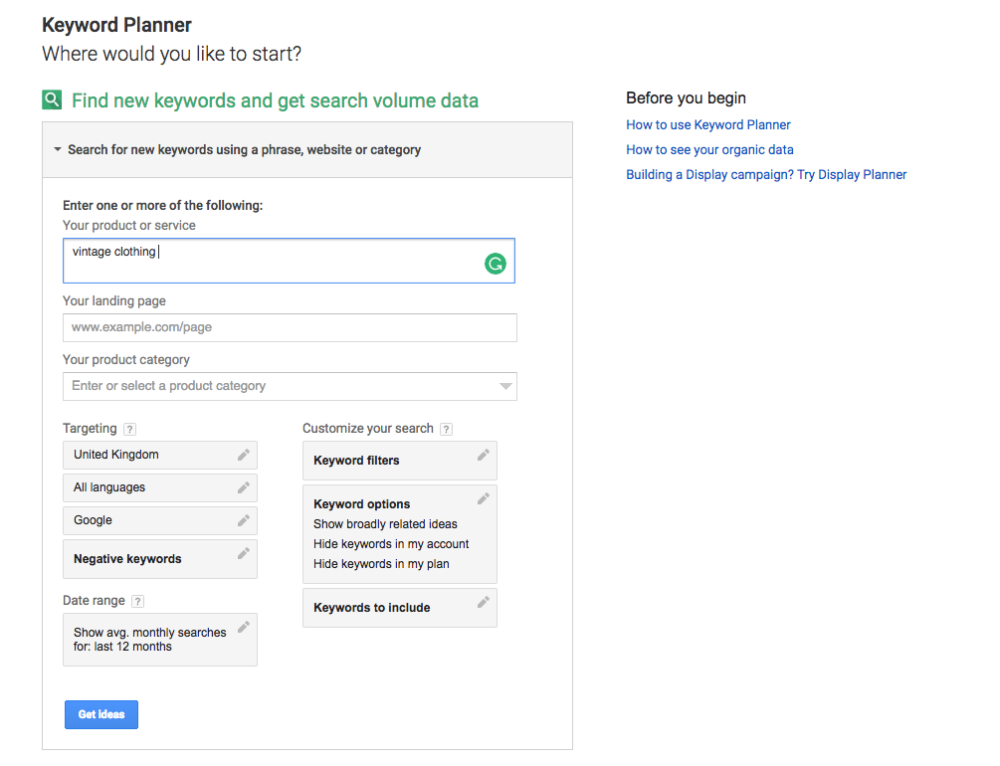 Keyword Planner
Where would you like to start?
Find new keywords and get search volume data
Search for new keywords using a phrase, website or category
Enter one or more of the following:
Your product or service
vintage clothing
Your landing page
www.example.com/page
Your product category
Enter or select a product category
Targeting ?
United Kingdom
All languages
Google
Negative keywords
Date range ?
Show avg. monthly searches
for: last 12 months
Customize your search ?
Keyword filters
Keyword options
Show broadly related ideas
Hide keywords in my account
Hide keywords in my plan
Keywords to include
Get ideas
Before you begin
How to use Keyword Planner
How to see your organic data
Building a Display campaign? Try Display Planner